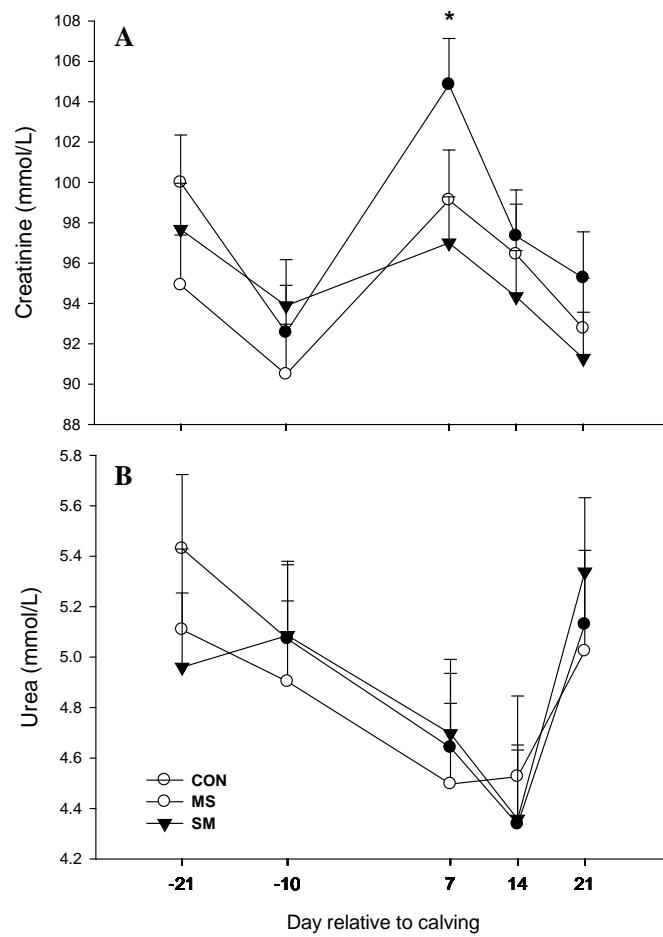 108
*
A
106
104
102
100
98
96
94
92
90
88
Creatinine (mmol/L)
5.8
B
5.6
5.4
5.2
5.0
4.8
4.6
4.4
4.2
Urea (mmol/L)
CON
MS
SM
-21 -10 7 14 21
Day relative to calving